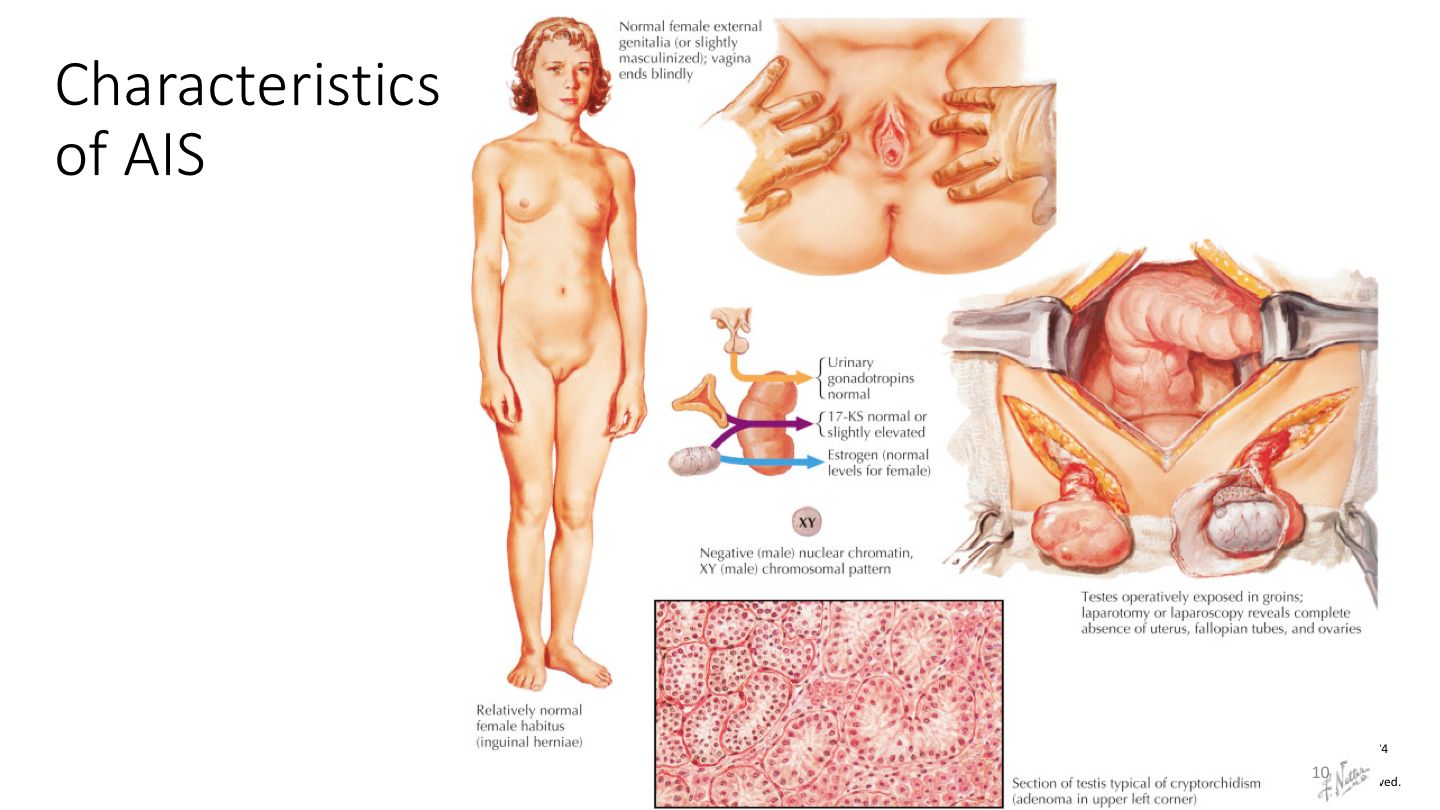 Characteristics
of AIS
Normal female external
genitalia (or slightly
masculinized); vagina
ends blindly
Urinary
gonadotropins
normal
17-KS normal or
slightly elevated
Estrogen (normal
levels for female)
XY
Negative (male) nuclear chromatin,
XY (male) chromosomal pattern
Testes operatively exposed in groins;
laparotomy or laparoscopy reveals complete
absence of uterus, fallopian tubes, and ovaries
Relatively normal
female habitus
(inguinal herniae)
Section of testis typical of cryptorchidism
(adenoma in upper left corner)
10
F. Netter
M.D.